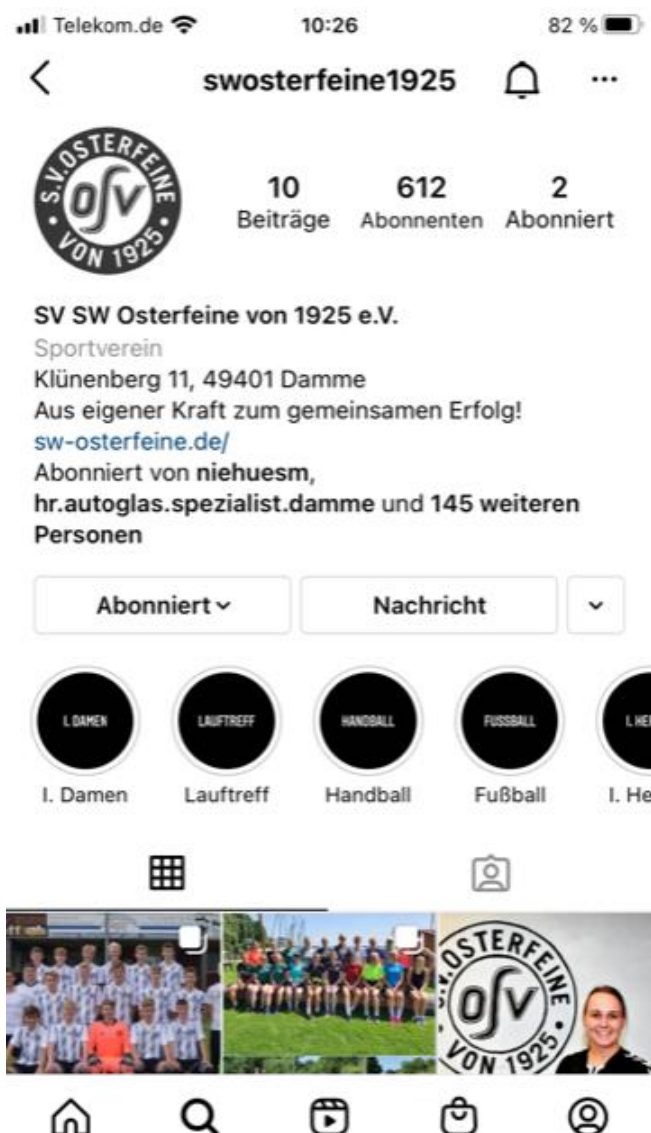 Telekom.de 10:26 82 %
swosterfeine1925
S.V. OSTERFEINE
OSV
VON 1925
10 612 2
Beiträge Abonnenten Abonniert
SV SW Osterfeine von 1925 e.V.
Sportverein
Klünenberg 11, 49401 Damme
Aus eigener Kraft zum gemeinsamen Erfolg!
sw-osterfeine.de/
Abonniert von niehuesm,
hr.autoglas.spezialist.damme und 145 weiteren
Personen
Abonniert Nachricht
I. DAMEN LAUFTREFF HANDBALL FUSSBALL I. HE
I. Damen Lauftreff Handball Fußball I. He
OSTERFEINE
OSV
VON 1925